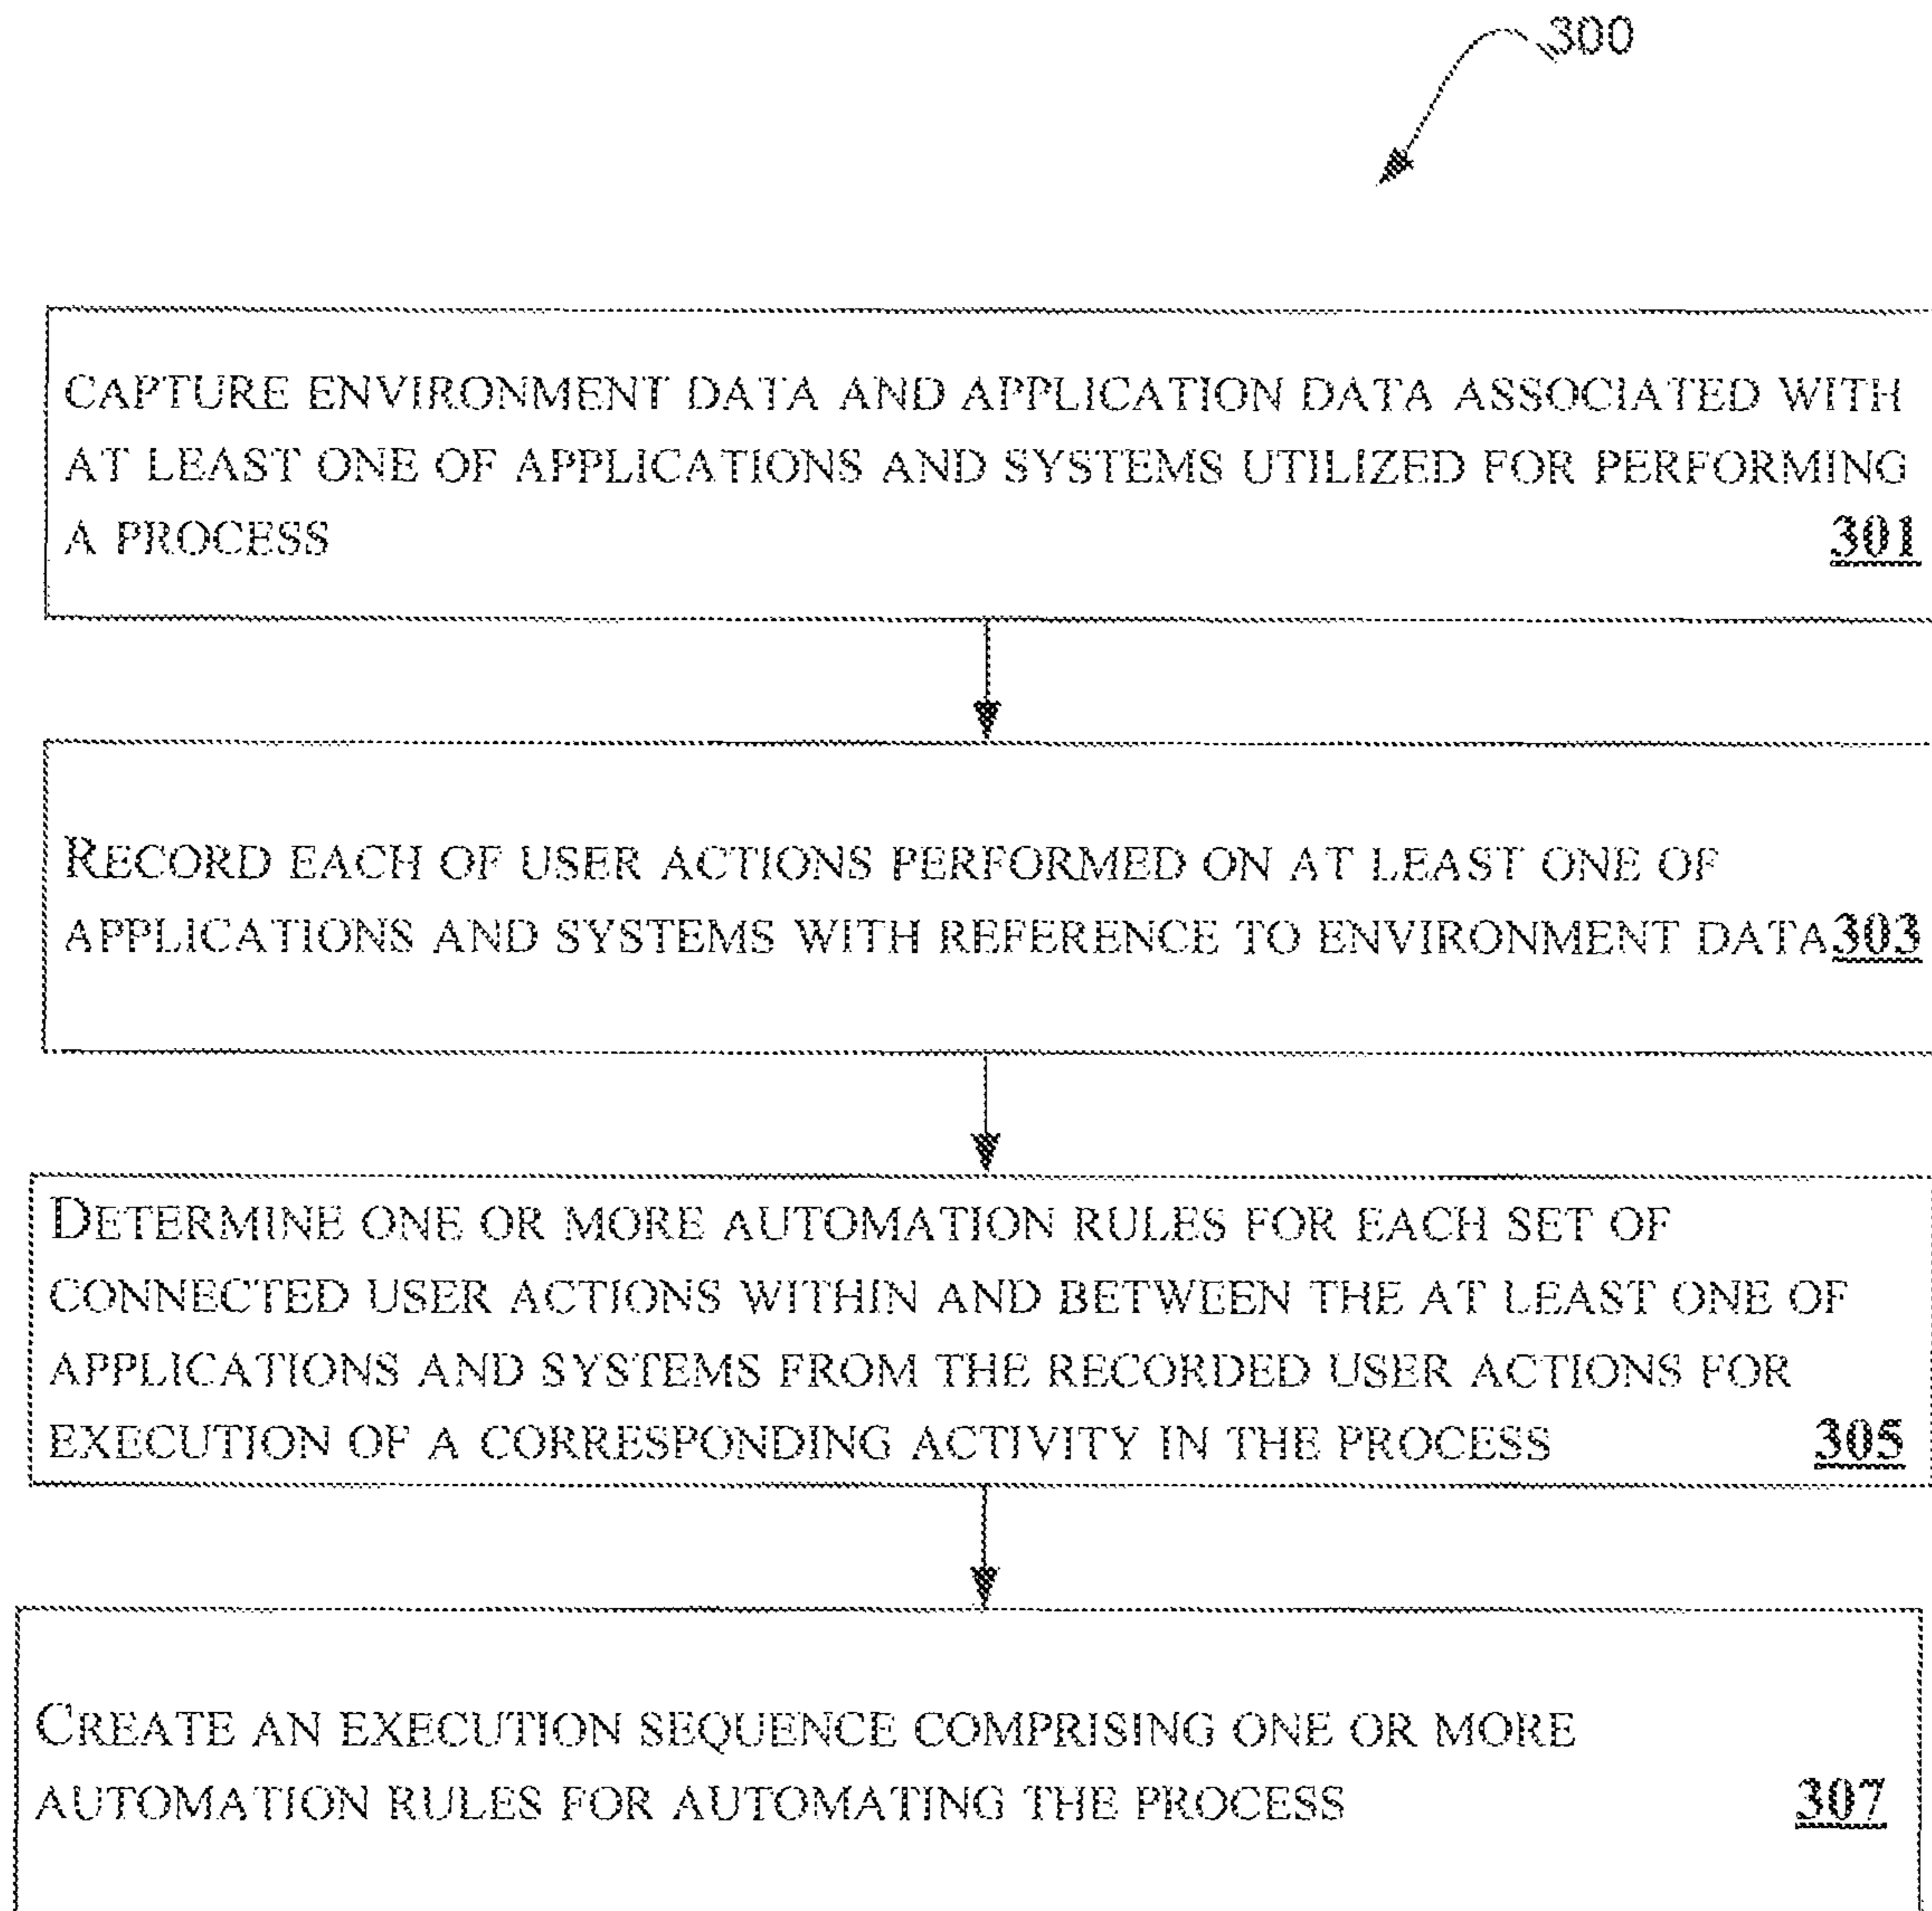 300
CAPTURE ENVIRONMENT DATA AND APPLICATION DATA ASSOCIATED WITH
AT LEAST ONE OF APPLICATIONS AND SYSTEMS UTILIZED FOR PERFORMING
A PROCESS 301
RECORD EACH OF USER ACTIONS PERFORMED ON AT LEAST ONE OF
APPLICATIONS AND SYSTEMS WITH REFERENCE TO ENVIRONMENT DATA303
DETERMINE ONE OR MORE AUTOMATION RULES FOR EACH SET OF
CONNECTED USER ACTIONS WITHIN AND BETWEEN THE AT LEAST ONE OF
APPLICATIONS AND SYSTEMS FROM THE RECORDED USER ACTIONS FOR
EXECUTION OF A CORRESPONDING ACTIVITY IN THE PROCESS 305
CREATE AN EXECUTION SEQUENCE COMPRISING ONE OR MORE
AUTOMATION RULES FOR AUTOMATING THE PROCESS 307